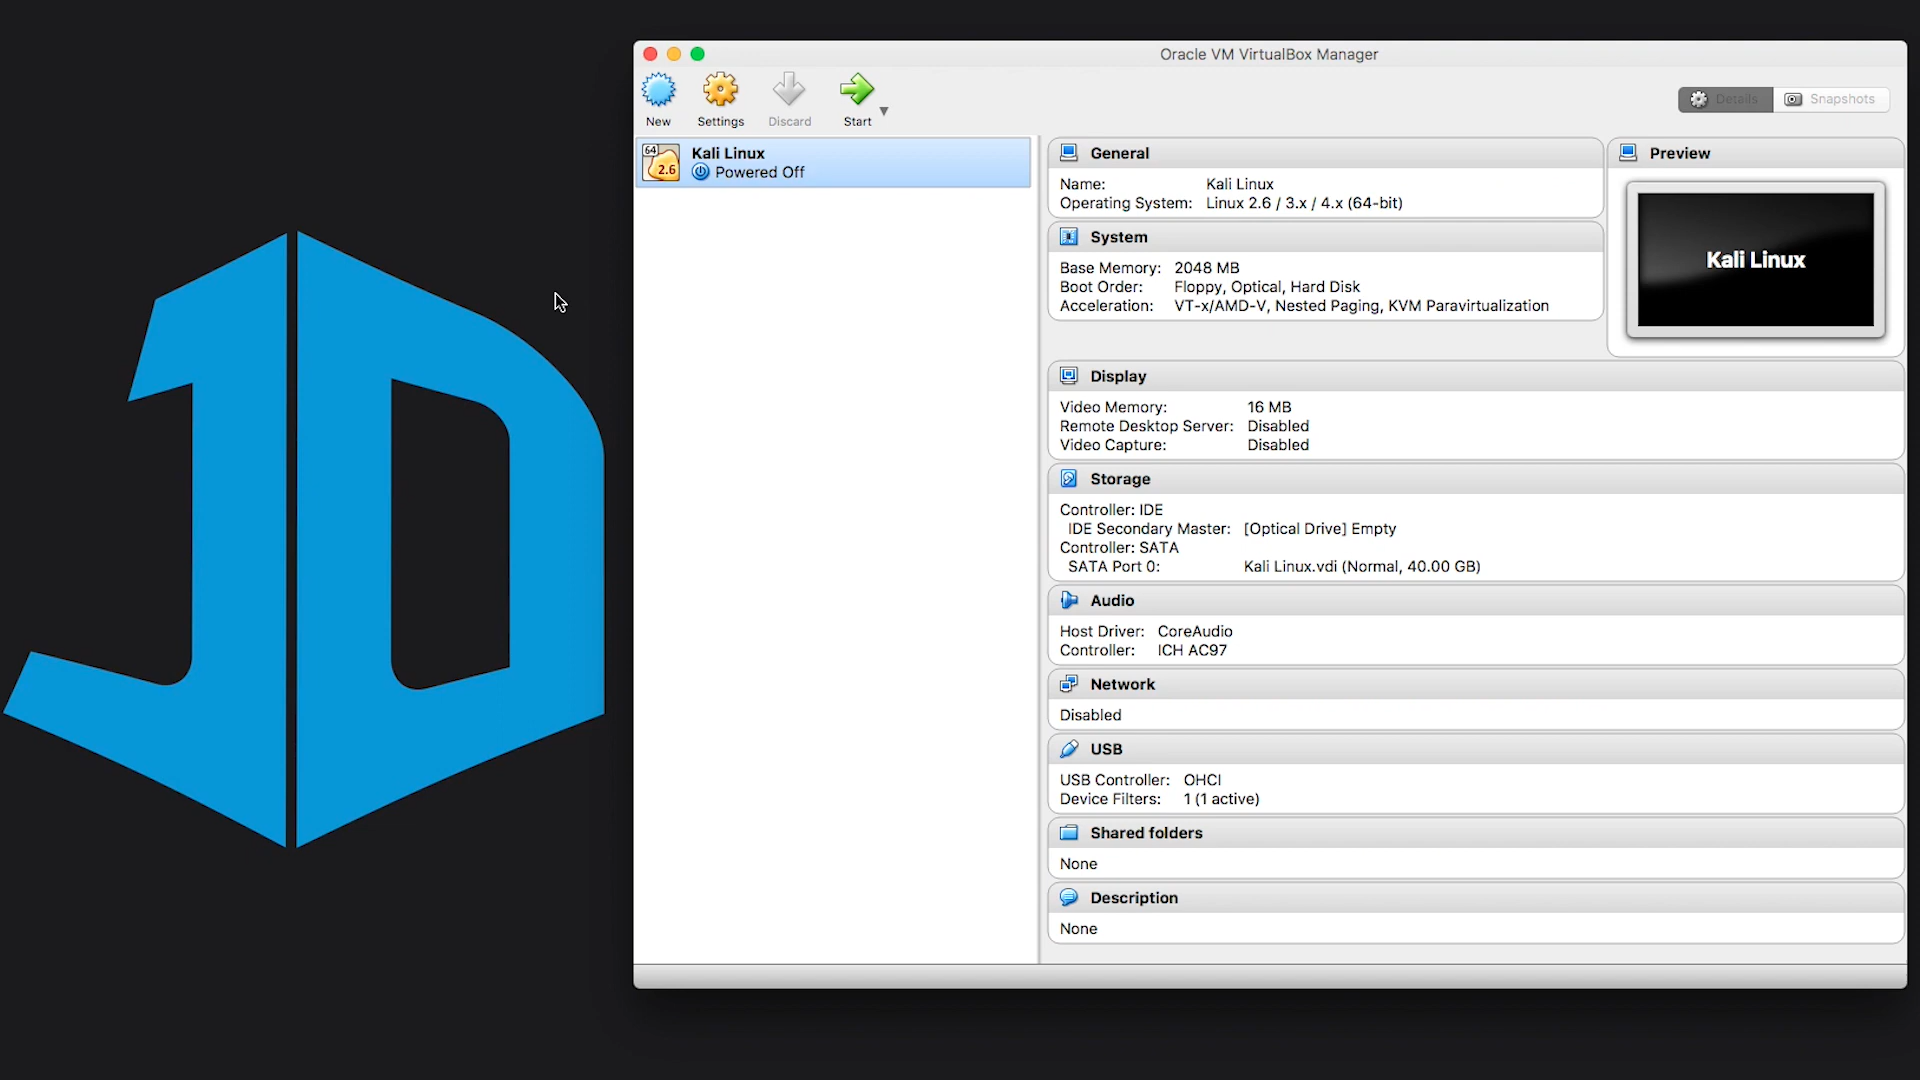 Oracle VM VirtualBox Manager
New
Settings
Discard
Start
Details
Snapshots
64
2.6
Kali Linux
Powered Off
General
Name: Kali Linux
Operating System: Linux 2.6 / 3.x / 4.x (64-bit)
System
Base Memory: 2048 MB
Boot Order: Floppy, Optical, Hard Disk
Acceleration: VT-x/AMD-V, Nested Paging, KVM Paravirtualization
Preview
Kali Linux
Display
Video Memory: 16 MB
Remote Desktop Server: Disabled
Video Capture: Disabled
Storage
Controller: IDE
IDE Secondary Master: [Optical Drive] Empty
Controller: SATA
SATA Port 0: Kali Linux.vdi (Normal, 40.00 GB)
Audio
Host Driver: CoreAudio
Controller: ICH AC97
Network
Disabled
USB
USB Controller: OHCI
Device Filters: 1 (1 active)
Shared folders
None
Description
None
JD